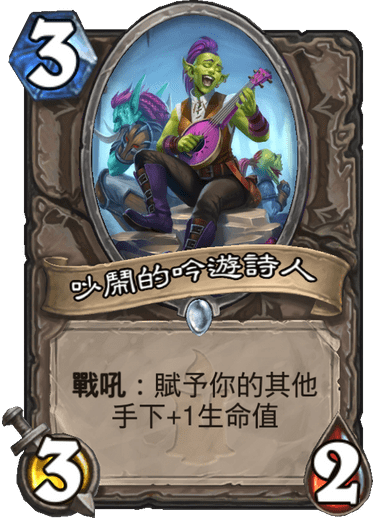 3
吵鬧的吟遊詩人
戰吼：賦予你的其他
手下+1生命值
3
2